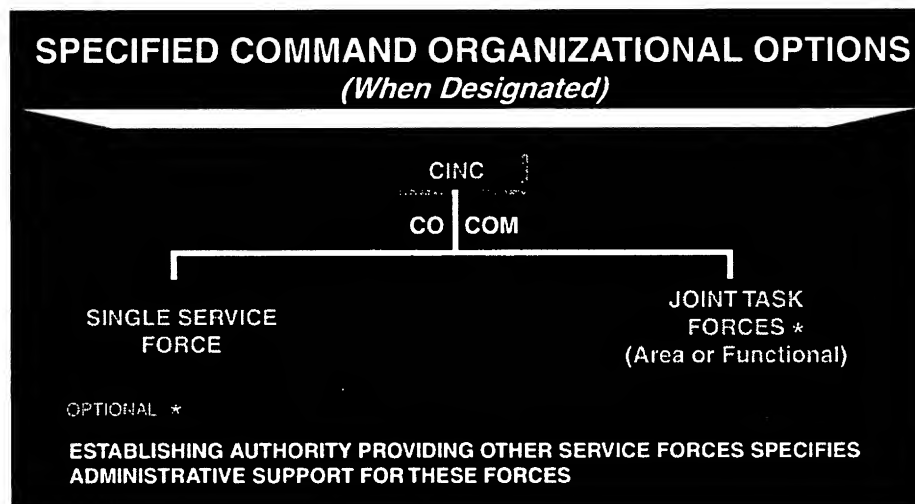 SPECIFIED COMMAND ORGANIZATIONAL OPTIONS
(When Designated)
CINC
CO COM
SINGLE SERVICE
FORCE
JOINT TASK
FORCES *
(Area or Functional)
OPTIONAL *
ESTABLISHING AUTHORITY PROVIDING OTHER SERVICE FORCES SPECIFIES
ADMINISTRATIVE SUPPORT FOR THESE FORCES